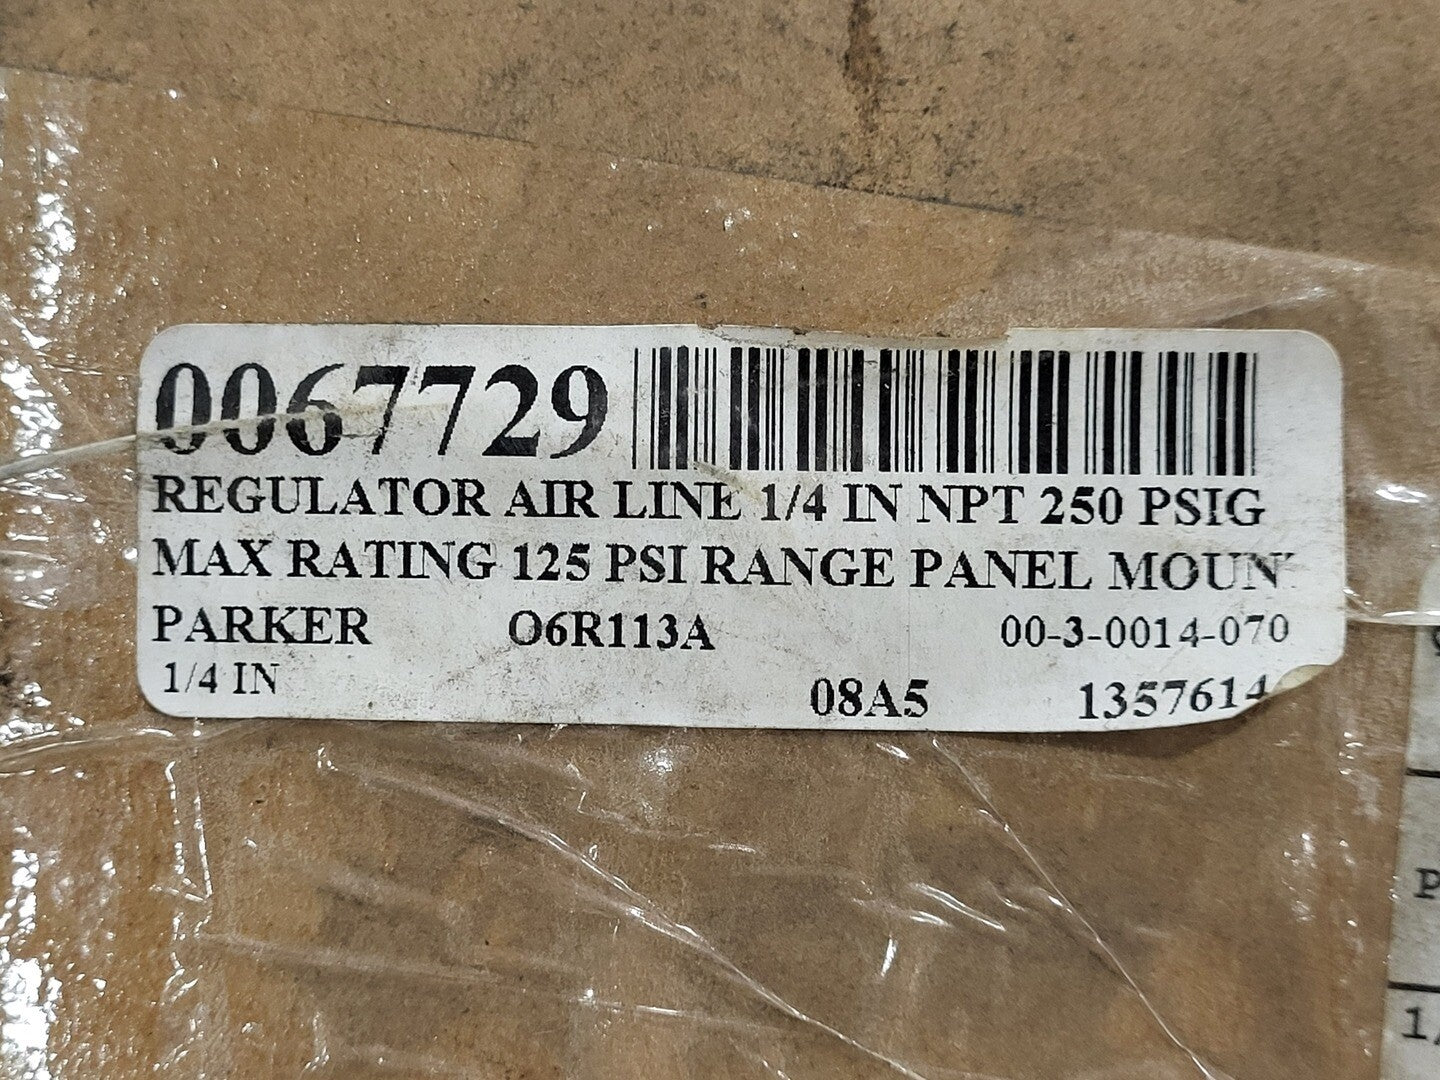 0067729
REGULATOR AIR LINE 1/4 IN NPT 250 PSIG
MAX RATING 125 PSI RANGE PANEL MOUN
PARKER O6R113A 00-3-0014-070
1/4 IN 08A5 1357614
P
1/